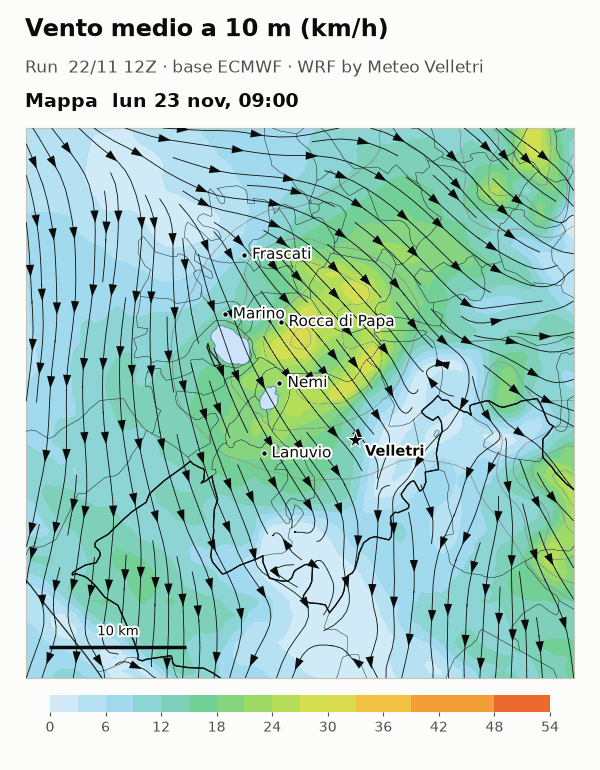 Vento medio a 10 m (km/h)
Run 22/11 12Z · base ECMWF · WRF by Meteo Velletri
Mappa lun 23 nov, 09:00
Frascati
Marino
Rocca di Papa
Nemi
Velletri
Lanuvio
10 km
0 6 12 18 24 30 36 42 48 54